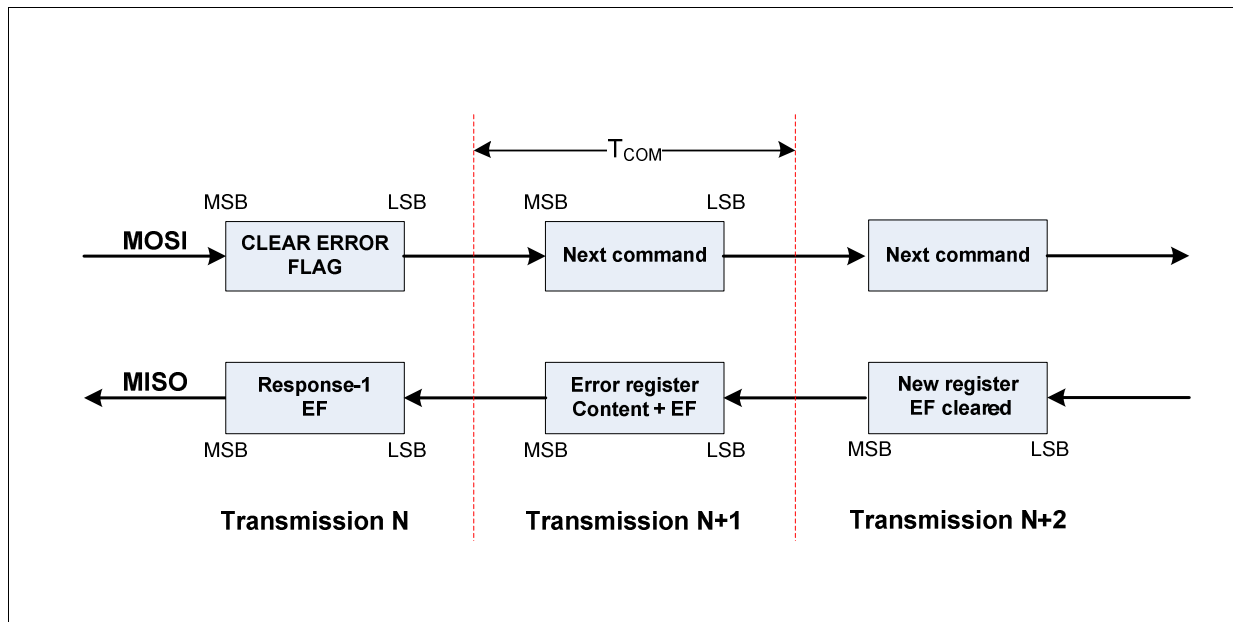 T_COM
MSB LSB MSB LSB
MOSI CLEAR ERROR FLAG Next command Next command
MISO Response-1 EF Error register Content + EF New register EF cleared
MSB LSB MSB LSB MSB LSB
Transmission N Transmission N+1 Transmission N+2